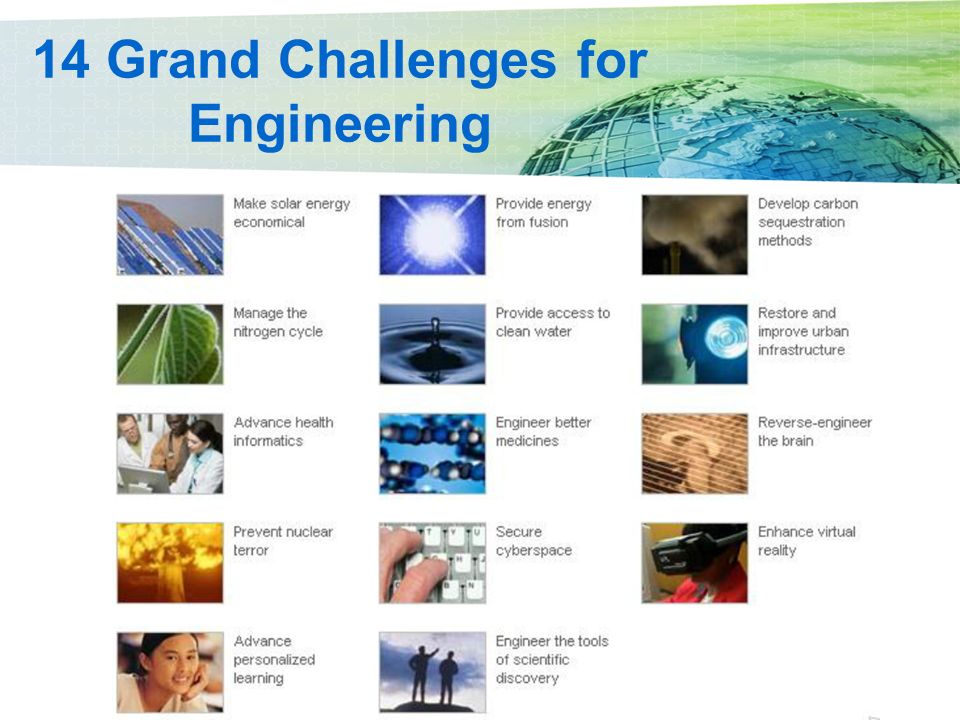 14 Grand Challenges for
Engineering
Make solar energy
economical
Provide energy
from fusion
Develop carbon
sequestration
methods
Manage the
nitrogen cycle
Provide access to
clean water
Restore and
improve urban
infrastructure
Advance health
informatics
Engineer better
medicines
Reverse-engineer
the brain
Prevent nuclear
terror
Secure
cyberspace
Enhance virtual
reality
Advance
personalized
learning
Engineer the tools
of scientific
discovery